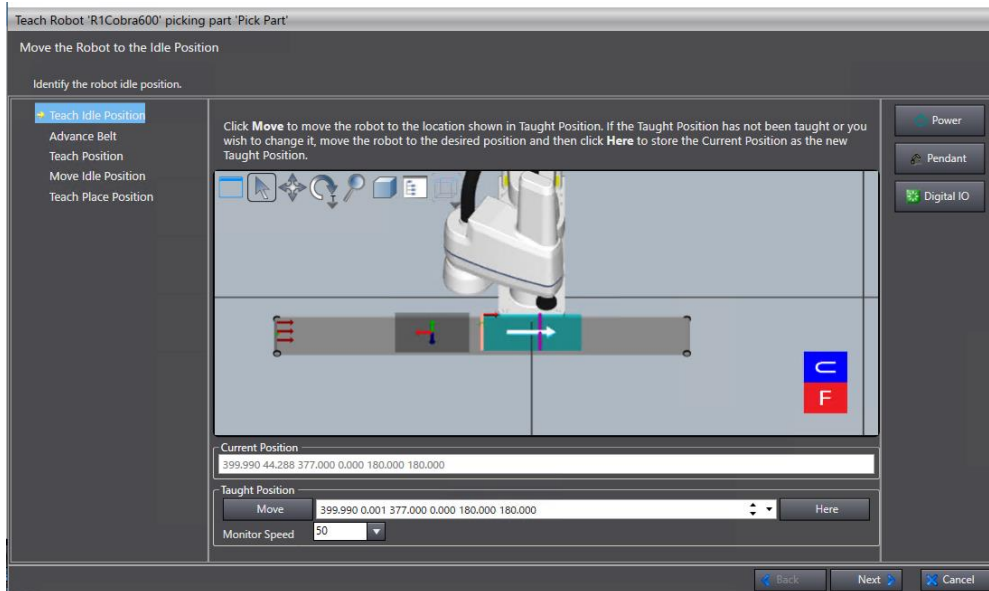 Teach Robot 'R1Cobra600' picking part 'Pick Part'
Move the Robot to the Idle Position
Identify the robot idle position.
Teach Idle Position
Advance Belt
Teach Position
Move Idle Position
Teach Place Position
Click Move to move the robot to the location shown in Taught Position. If the Taught Position has not been taught or you
wish to change it, move the robot to the desired position and then click Here to store the Current Position as the new
Taught Position.
Power
Pendant
Digital IO
U
F
Current Position
399.990 44.288 377.000 0.000 180.000 180.000
Taught Position
Move
399.990 0.001 377.000 0.000 180.000 180.000
Here
Monitor Speed
50
Back
Next
Cancel